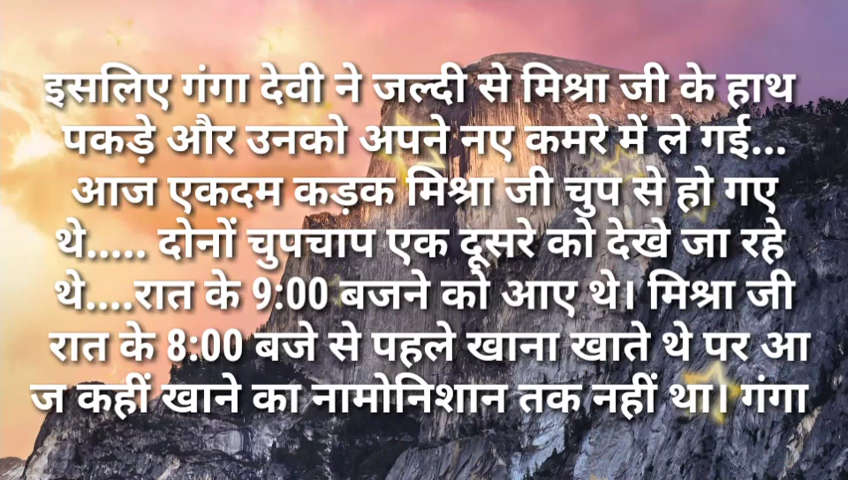 इसलिए गंगा देवी ने जल्दी से मिश्रा जी के हाथ
पकड़े और उनको अपने नए कमरे में ले गई...
आज एकदम कड़क मिश्रा जी चुप से हो गए
थे..... दोनों चुपचाप एक दूसरे को देखे जा रहे
थे....रात के 9:00 बजने को आए थे। मिश्रा जी
रात के 8:00 बजे से पहले खाना खाते थे पर आ
ज कहीं खाने का नामोनिशान तक नहीं था। गंगा